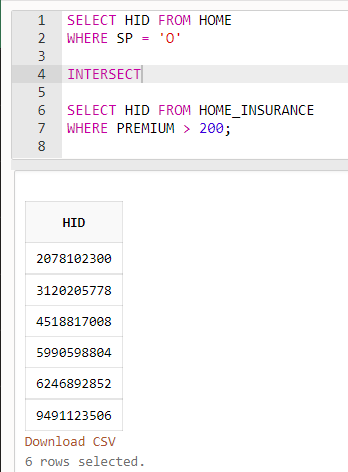 1 SELECT HID FROM HOME
2 WHERE SP = 'O'
3
4 INTERSECT
5
6 SELECT HID FROM HOME_INSURANCE
7 WHERE PREMIUM > 200;
8
HID
2078102300
3120205778
4518817008
5990598804
6246892852
9491123506
Download CSV
6 rows selected.